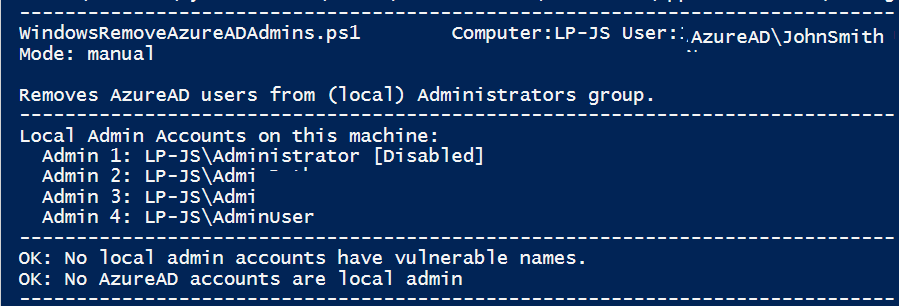 --------------------------------------------------------------------------------
WindowsRemoveAzureADAdmins.ps1        Computer:LP-JS User: AzureAD\JohnSmith
Mode: manual
Removes AzureAD users from (local) Administrators group.
--------------------------------------------------------------------------------
Local Admin Accounts on this machine:
  Admin 1: LP-JS\Administrator [Disabled]
  Admin 2: LP-JS\Admi
  Admin 3: LP-JS\Admi
  Admin 4: LP-JS\AdminUser
--------------------------------------------------------------------------------
OK: No local admin accounts have vulnerable names.
OK: No AzureAD accounts are local admin
--------------------------------------------------------------------------------